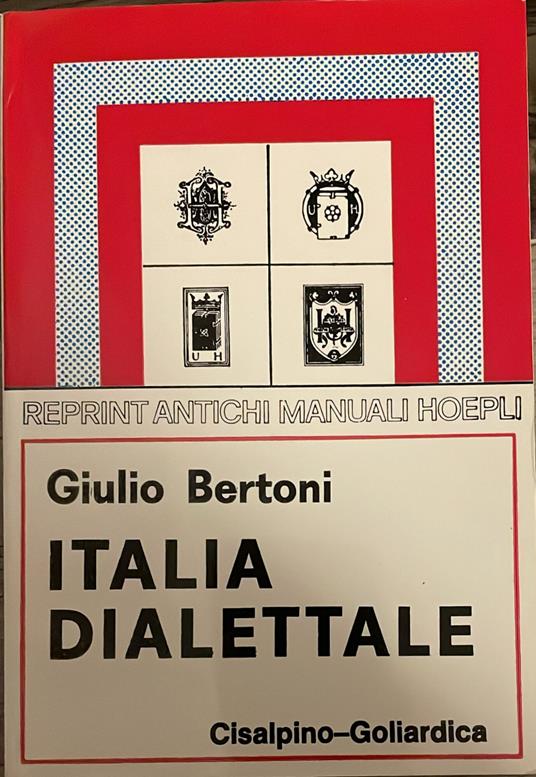 U H
U H
REPRINT ANTICHI MANUALI HOEPLI
Giulio Bertoni
ITALIA
DIALETTALE
Cisalpino–Goliardica